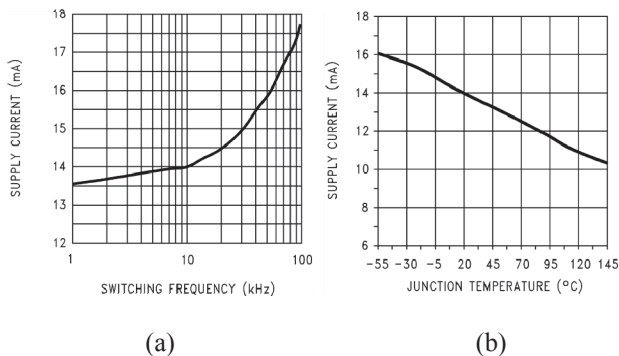 SUPPLY CURRENT (mA)
18
17
16
15
14
13
12
1 10 100
SWITCHING FREQUENCY (kHz)
(a)
SUPPLY CURRENT (mA)
18
16
14
12
10
8
6
-55 -30 -5 20 45 70 95 120 145
JUNCTION TEMPERATURE (°C)
(b)